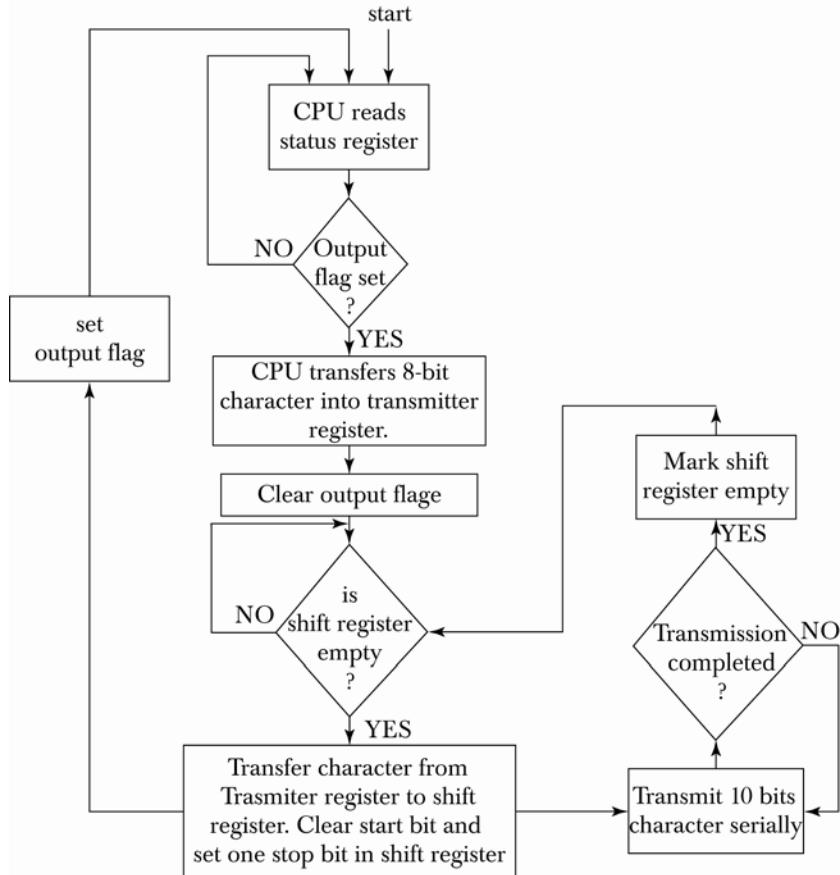 start
CPU reads
status register
NO
Output
flag set
?
set
output flag
YES
CPU transfers 8-bit
character into transmitter
register.
Mark shift
register empty
Clear output flage
YES
NO
is
shift register
empty
?
Transmission
completed
?
NO
YES
Transfer character from
Trasmiter register to shift
register. Clear start bit and
set one stop bit in shift register
Transmit 10 bits
character serially